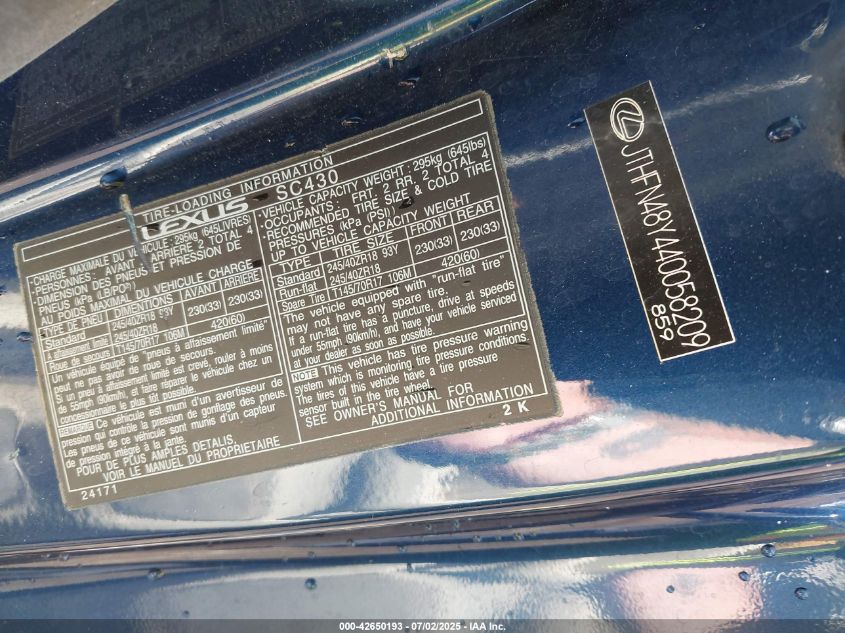 TIRE-LOADING INFORMATION
LEXUS SC430
CHARGE MAXIMALE DU VÉHICULE : 295kg (645LIVRES)
PERSONNES : AVANT 2 ARRIÈRE 2 TOTAL 4
DIMENSION DES PNEUS ET PRESSION DE
PNEUS (kPa (LB/PO²))
AU POIDS MAXIMAL DU VÉHICULE CHARGÉ
TYPE DE PNEU DIMENSIONS AVANT ARRIÈRE
Standard 245/40ZR18 93Y 230(33) 230(33)
À affaissement limité 245/40ZR18
Roue de secours T145/70R17 106M 420(60)
Un véhicule équipé de "pneus à affaissement limité"
peut ne pas avoir de roue de secours.
Si un pneu à affaissement limité est crevé, rouler à moins
de 55mph (90km/h), et faire réparer le véhicule chez un
concessionnaire le plus tôt possible.
REMARQUE Ce véhicule est muni d'un avertisseur de
pression qui contrôle la pression de gonflage des pneus.
Les pneus de ce véhicule sont munis d'un capteur
de pression intégré à la jante.
POUR DE PLUS AMPLES DETAILS,
VOIR LE MANUEL DU PROPRIETAIRE
24171
VEHICLE CAPACITY WEIGHT : 295kg (645lbs)
OCCUPANTS : FRT. 2 RR. 2 TOTAL 4
RECOMMENDED TIRE SIZE & COLD TIRE
PRESSURES (kPa (PSI))
UP TO VEHICLE CAPACITY WEIGHT
TYPE TIRE SIZE FRONT REAR
Standard 245/40ZR18 93Y 230(33) 230(33)
Run-flat 245/40ZR18
Spare Tire T145/70R17 106M 420(60)
The vehicle equipped with "run-flat tire"
may not have any spare tire.
If a run-flat tire has a puncture, drive at speeds
under 55mph (90km/h), and have your vehicle serviced
at your dealer as soon as possible.
NOTE This vehicle has tire pressure warning
system which is monitoring tire pressure conditions.
The tires of this vehicle have a tire pressure
sensor built in the tire wheel.
SEE OWNER'S MANUAL FOR
ADDITIONAL INFORMATION
2 K
JTHFN48Y440058209
859
000-42650193 - 07/02/2025 - IAA Inc.